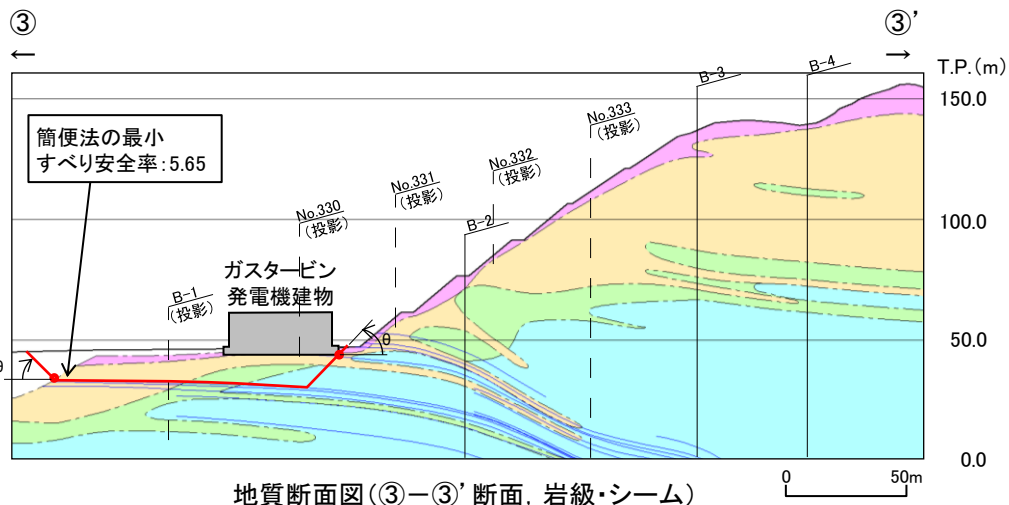 ③
③’
←
→
T.P.(m)
B-4
B-3
150.0
No.333
(投影)
簡便法の最小
すべり安全率:5.65
No.332
(投影)
No.331
(投影)
No.330
(投影)
B-2
100.0
ガスタービン
発電機建物
B-1
(投影)
θ
50.0
θ
0.0
0
50m
地質断面図(③-③’断面,岩級・シーム)